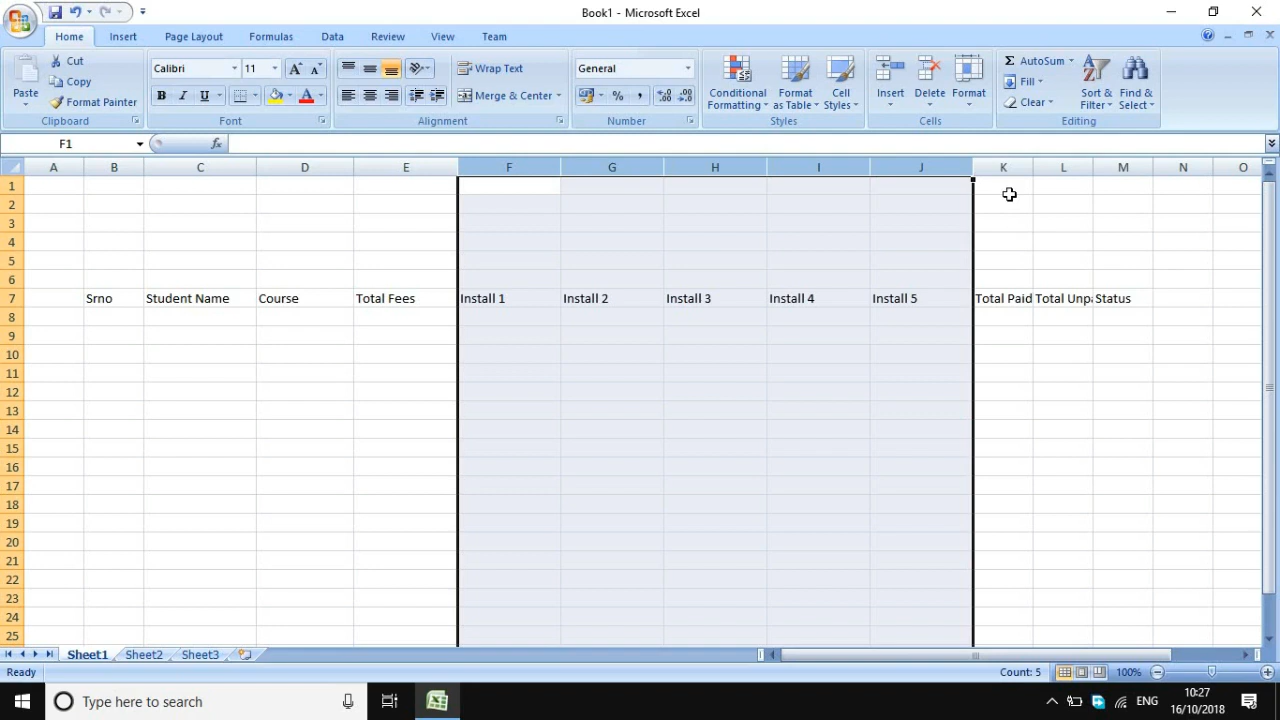 Book1 - Microsoft Excel
Home Insert Page Layout Formulas Data Review View Team
Paste Cut Copy Format Painter
Clipboard
Calibri 11
B I U
Font
Wrap Text
Merge & Center
Alignment
General
% ,
Number
Conditional Formatting Format as Table Cell Styles
Styles
Insert Delete Format
Cells
Σ AutoSum
Fill
Clear
Sort & Filter Find & Select
Editing
F1 fx
A B C D E F G H I J K L M N O
1
2
3
4
5
6
7 Srno Student Name Course Total Fees Install 1 Install 2 Install 3 Install 4 Install 5 Total Paid Total Unpa Status
8
9
10
11
12
13
14
15
16
17
18
19
20
21
22
23
24
25
Sheet1 Sheet2 Sheet3
Ready Count: 5 100%
Type here to search ENG 10:27
16/10/2018